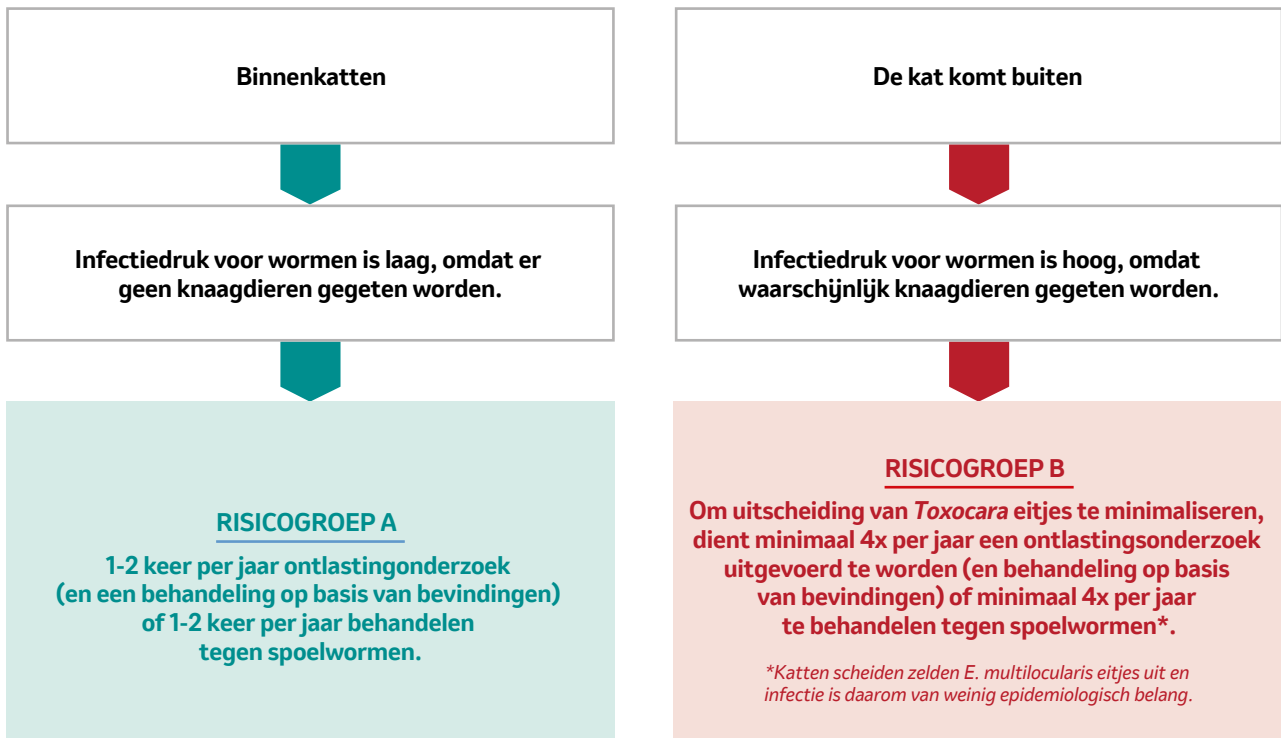 Binnenkatten
Infectiedruk voor wormen is laag, omdat er
geen knaagdieren gegeten worden.
RISICOGROEP A
1-2 keer per jaar ontlastingonderzoek
(en een behandeling op basis van bevindingen)
of 1-2 keer per jaar behandelen
tegen spoelwormen.
De kat komt buiten
Infectiedruk voor wormen is hoog, omdat
waarschijnlijk knaagdieren gegeten worden.
RISICOGROEP B
Om uitscheiding van Toxocara eitjes te minimaliseren,
dient minimaal 4x per jaar een ontlastingsonderzoek
uitgevoerd te worden (en behandeling op basis
van bevindingen) of minimaal 4x per jaar
te behandelen tegen spoelwormen*.
*Katten scheiden zelden E. multilocularis eitjes uit en
infectie is daarom van weinig epidemiologisch belang.